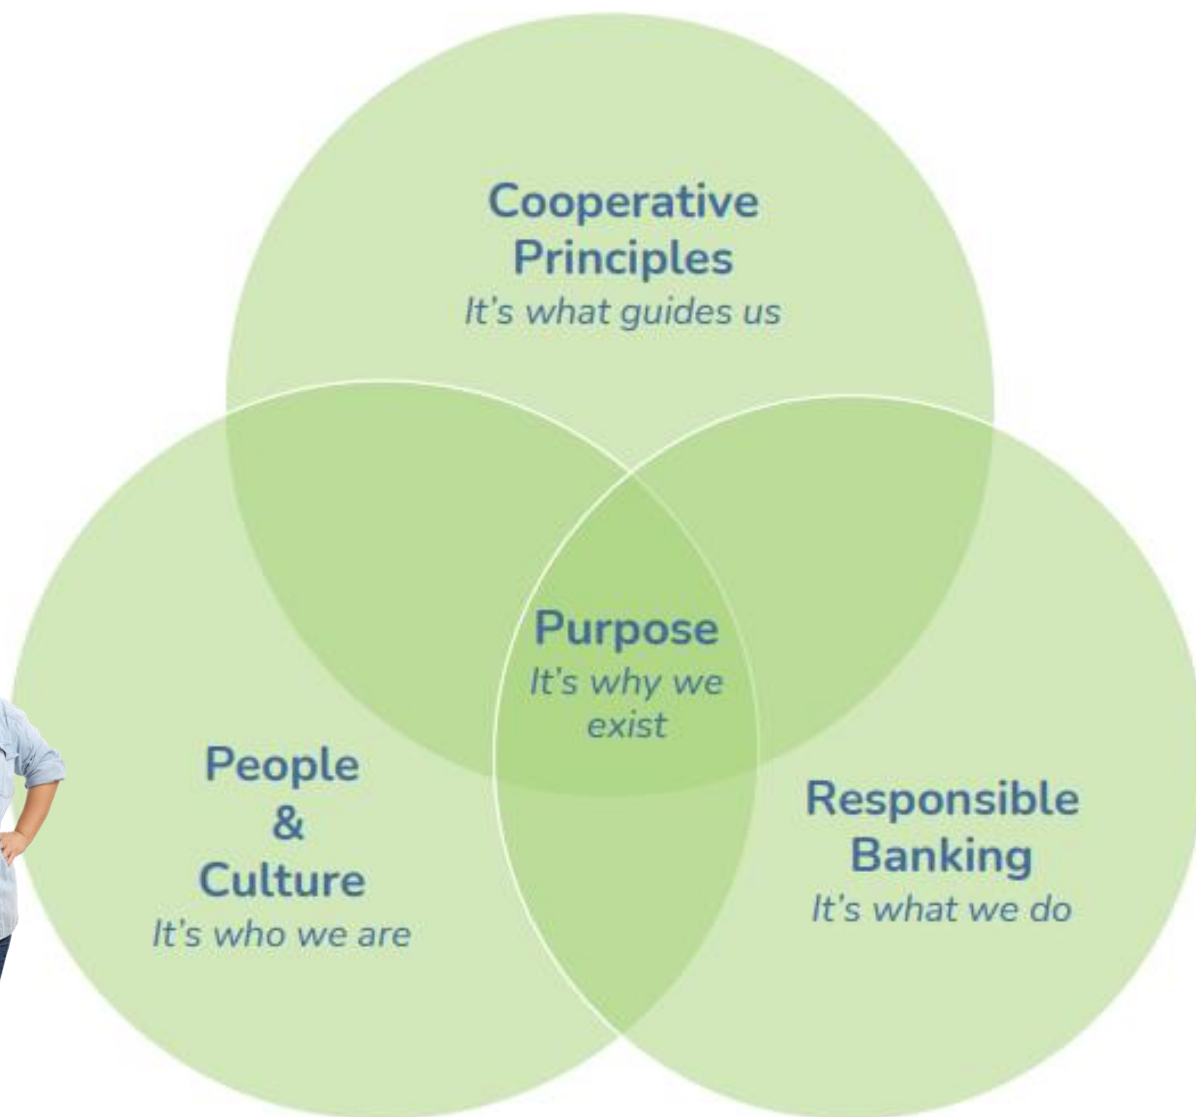 Cooperative
Principles
It's what guides us
Purpose
It's why we
exist
People
&
Culture
It's who we are
Responsible
Banking
It's what we do